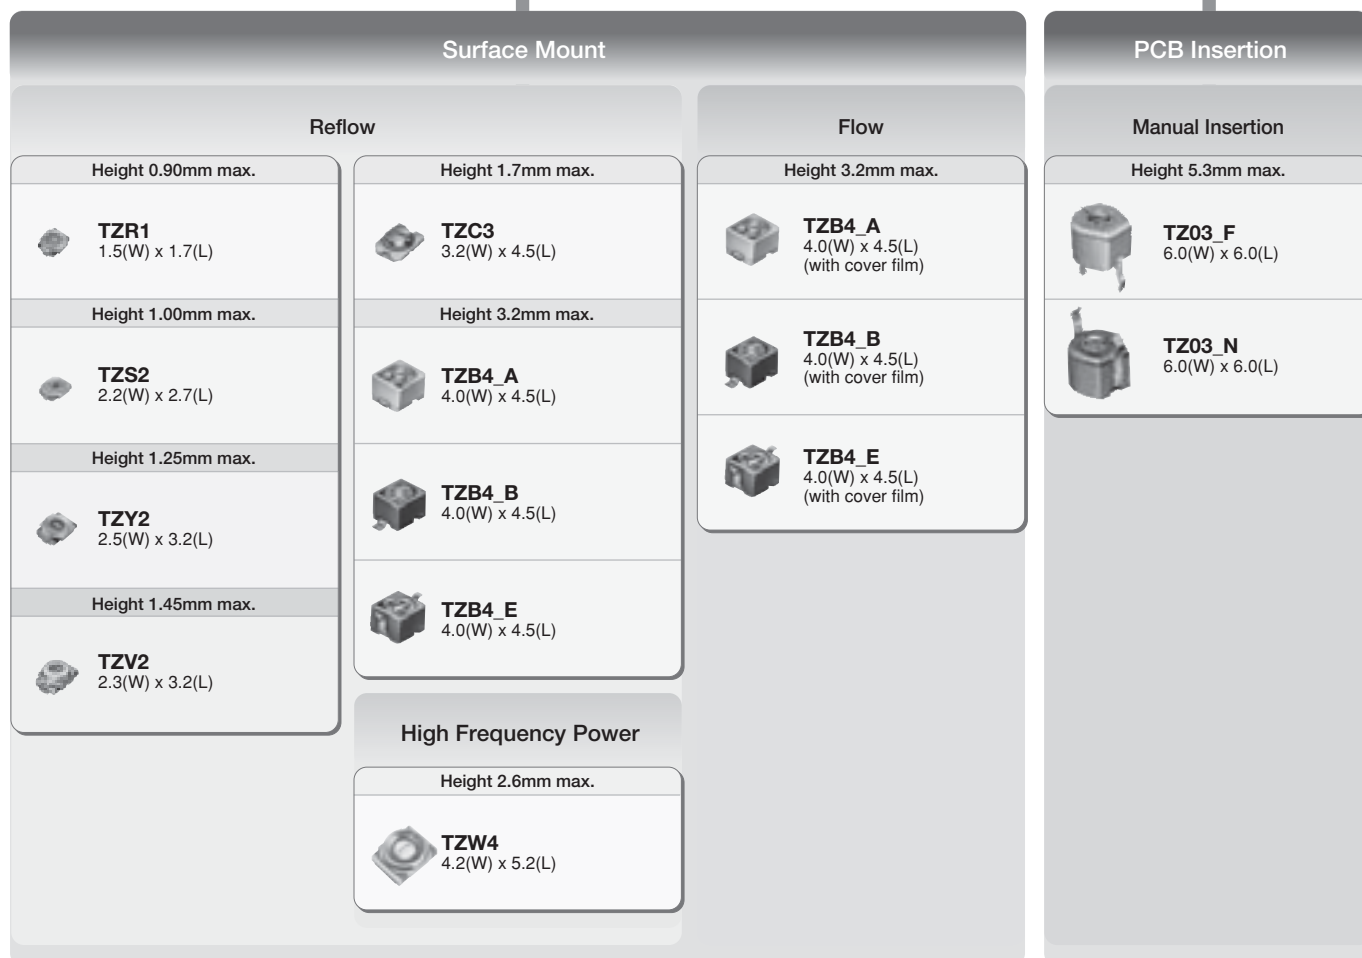 Surface Mount
Reflow
Height 0.90mm max.
TZR1
1.5(W) x 1.7(L)
Height 1.00mm max.
TZS2
2.2(W) x 2.7(L)
Height 1.25mm max.
TZY2
2.5(W) x 3.2(L)
Height 1.45mm max.
TZV2
2.3(W) x 3.2(L)
Height 1.7mm max.
TZC3
3.2(W) x 4.5(L)
Height 3.2mm max.
TZB4_A
4.0(W) x 4.5(L)
TZB4_B
4.0(W) x 4.5(L)
TZB4_E
4.0(W) x 4.5(L)
High Frequency Power
Height 2.6mm max.
TZW4
4.2(W) x 5.2(L)
Flow
Height 3.2mm max.
TZB4_A
4.0(W) x 4.5(L)
(with cover film)
TZB4_B
4.0(W) x 4.5(L)
(with cover film)
TZB4_E
4.0(W) x 4.5(L)
(with cover film)
PCB Insertion
Manual Insertion
Height 5.3mm max.
TZ03_F
6.0(W) x 6.0(L)
TZ03_N
6.0(W) x 6.0(L)